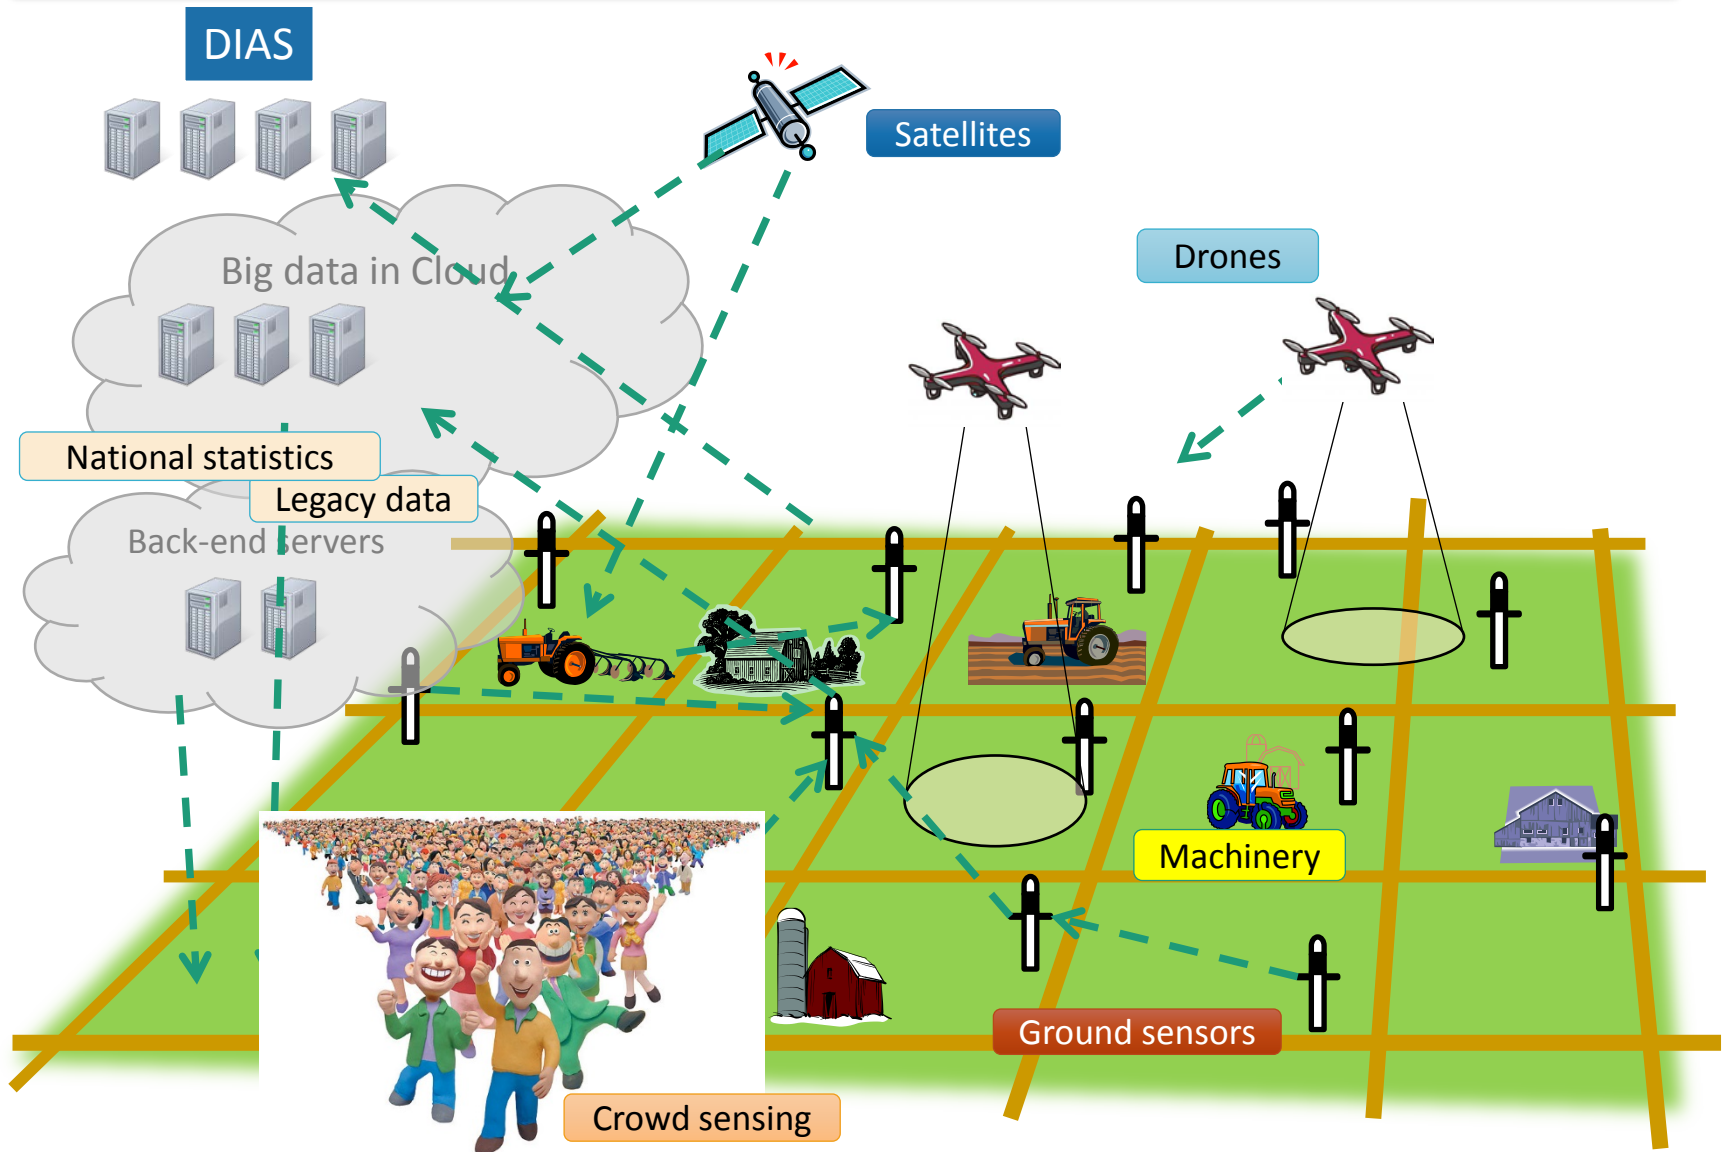 DIAS
Satellites
Drones
Big data in Cloud
National statistics
Legacy data
Back-end servers
Machinery
Ground sensors
Crowd sensing